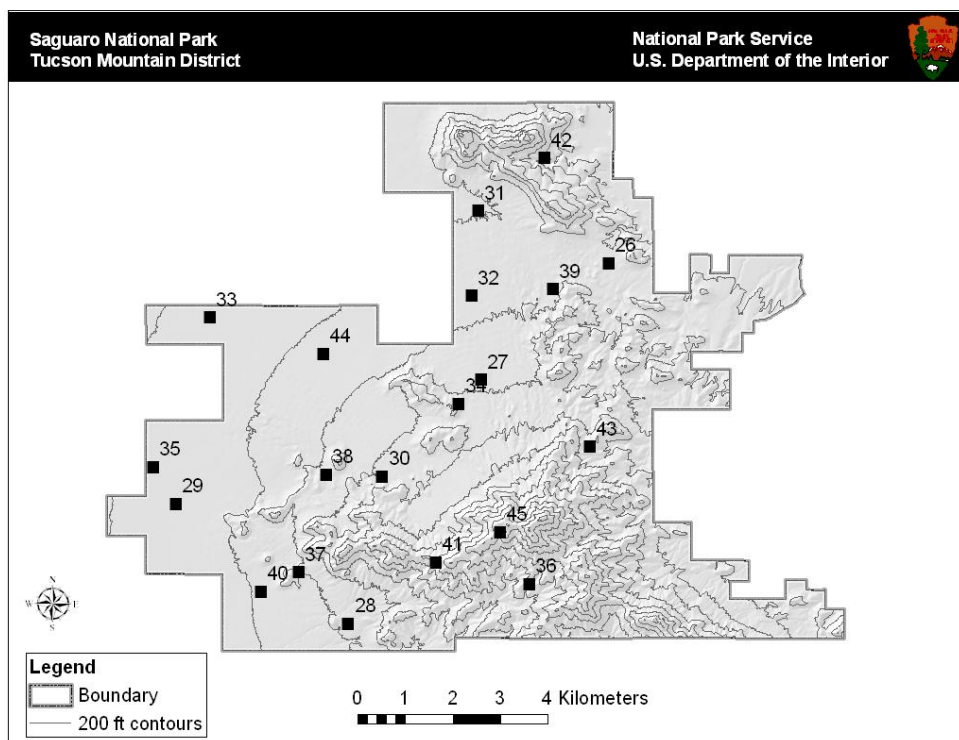 Saguaro National Park
Tucson Mountain District
National Park Service
U.S. Department of the Interior
42
31
26
39
32
33
44
27
34
43
35
38
30
29
45
41
36
37
40
28
N
W E
S
Legend
Boundary
200 ft contours
0 1 2 3 4 Kilometers